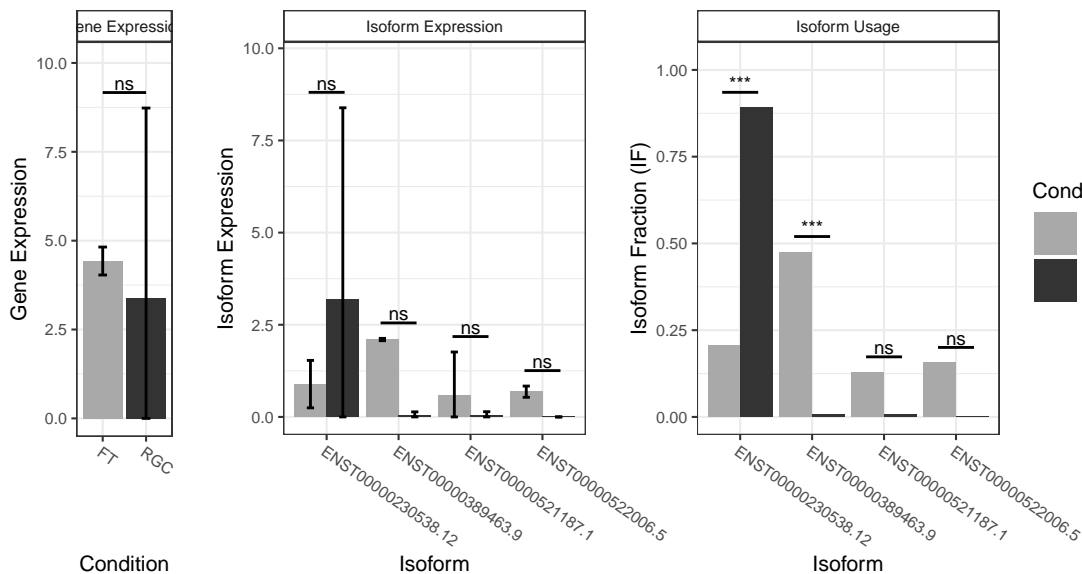 ene Expressio
Gene Expression
10.0
7.5
5.0
2.5
0.0
ns
FT
RGC
Condition
Isoform Expression
Isoform Expression
10.0
7.5
5.0
2.5
0.0
ns
ns
ns
ns
ENST00000230538.12
ENST00000389463.9
ENST00000521187.1
ENST00000522006.5
Isoform
Isoform Usage
Isoform Fraction (IF)
1.00
0.75
0.50
0.25
0.00
***
***
ns
ns
ENST00000230538.12
ENST00000389463.9
ENST00000521187.1
ENST00000522006.5
Isoform
Cond